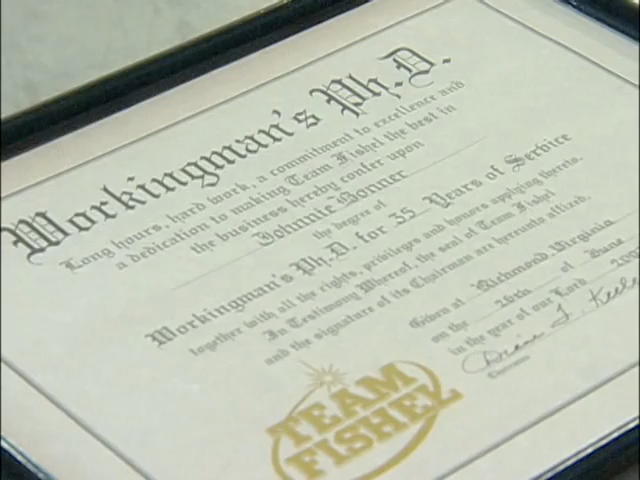 Workingman's Ph.D.
Long hours, hard work, a commitment to excellence and
a dedication to making Team Fishel the best in
the business hereby confer upon
Johnnie Bonner
the degree of
Workingman's Ph.D. for 35 Years of Service
together with all the rights, privileges and honors applying thereto.
In Testimony Whereof, the seal of Team Fishel
and the signature of its Chairman are hereunto affixed.
Given at Richmond, Virginia
on the 20th of June
in the year of our Lord
Chairman
TEAM
FISHEL